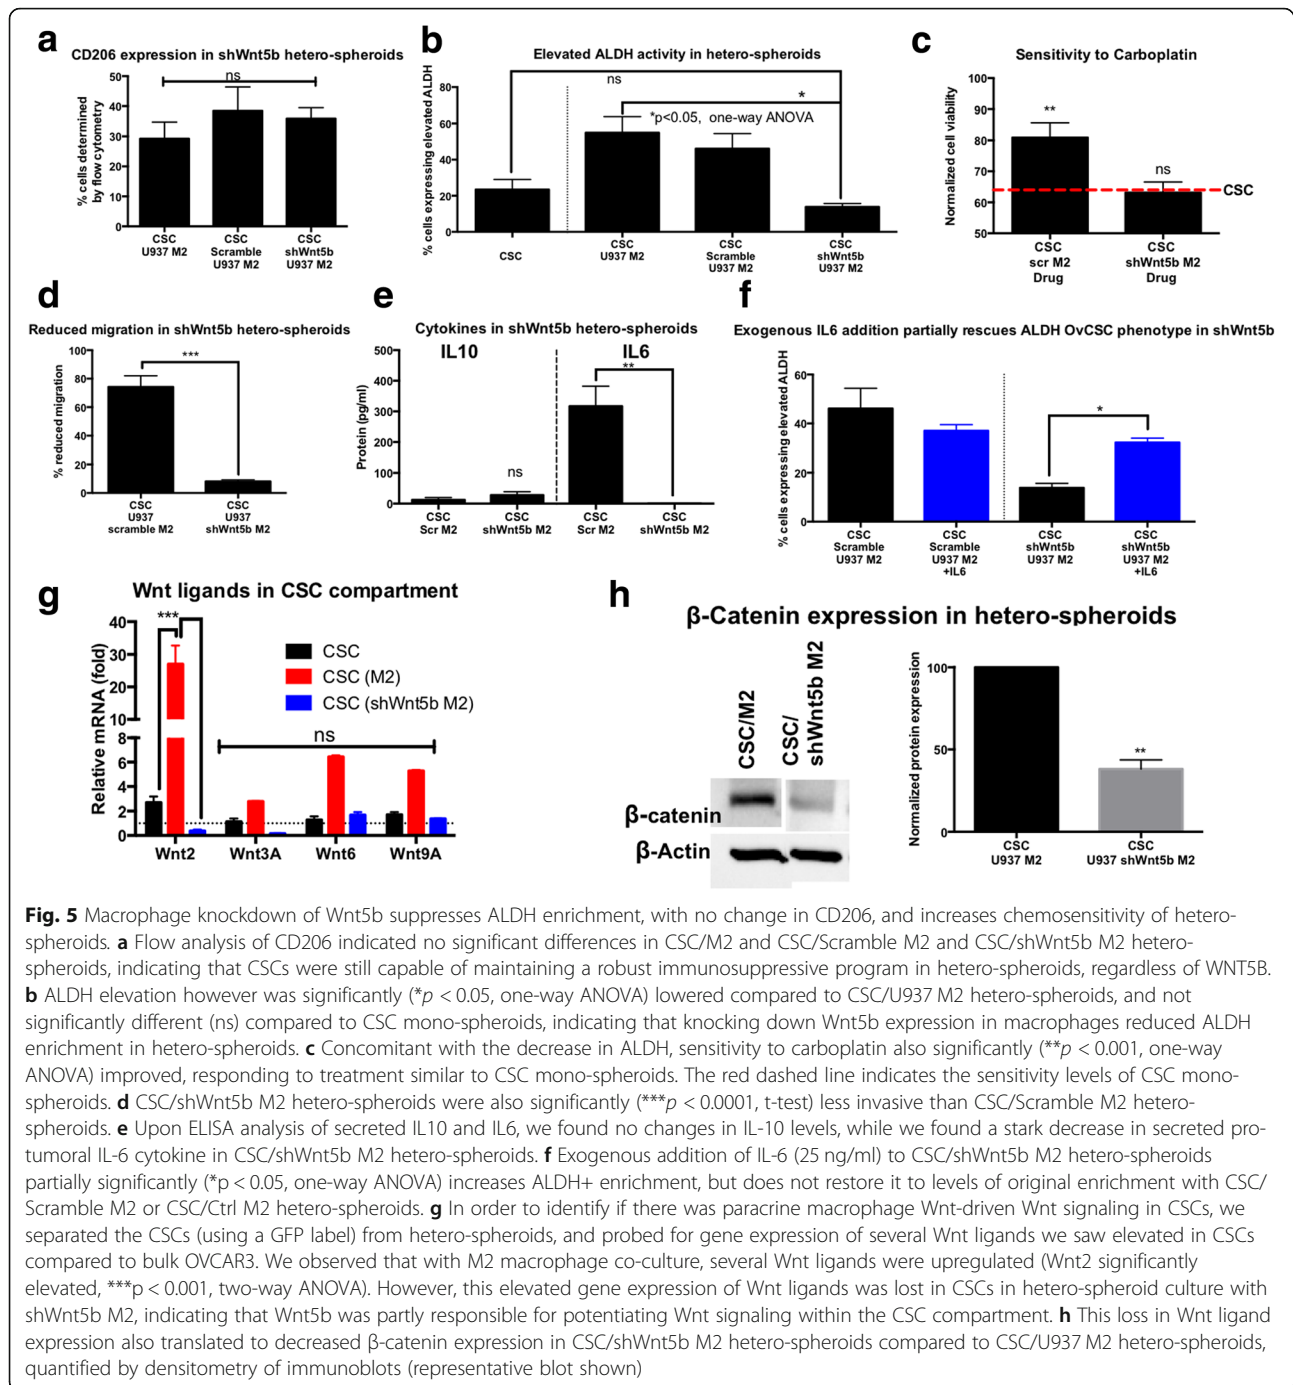 a
CD206 expression in shWnt5b hetero-spheroids
% cells determined
by flow cytometry
50
40
30
20
10
0
ns
CSC
U937 M2
CSC
Scramble
U937 M2
CSC
shWnt5b
U937 M2
b
Elevated ALDH activity in hetero-spheroids
% cells expressing elevated ALDH
80
60
40
20
0
ns
*
*p<0.05, one-way ANOVA
CSC
CSC
U937 M2
CSC
Scramble
U937 M2
CSC
shWnt5b
U937 M2
c
Sensitivity to Carboplatin
Normalized cell viability
100
90
80
70
60
50
**
ns
CSC
CSC
scr M2
Drug
CSC
shWnt5b M2
Drug
d
Reduced migration in shWnt5b hetero-spheroids
% reduced migration
100
80
60
40
20
0
***
CSC
U937
scramble M2
CSC
U937
shWnt5b M2
e
Cytokines in shWnt5b hetero-spheroids
IL10
IL6
Protein (pg/ml)
500
400
300
200
100
0
ns
**
CSC
Scr M2
CSC
shWnt5b M2
CSC
Scr M2
CSC
shWnt5b M2
f
Exogenous IL6 addition partially rescues ALDH OvCSC phenotype in shWnt5b
% cells expressing elevated ALDH
60
40
20
0
*
CSC
Scramble
U937 M2
CSC
Scramble
U937 M2
+IL6
CSC
shWnt5b
U937 M2
CSC
shWnt5b
U937 M2
+IL6
g
Wnt ligands in CSC compartment
Relative mRNA (fold)
40
30
20
10
8
6
4
2
0
***
ns
CSC
CSC (M2)
CSC (shWnt5b M2)
Wnt2
Wnt3A
Wnt6
Wnt9A
h
β-Catenin expression in hetero-spheroids
CSC/M2
CSC/
shWnt5b M2
β-catenin
β-Actin
Normalized protein expression
100
50
0
**
CSC
U937 M2
CSC
U937 shWnt5b M2
Fig. 5 Macrophage knockdown of Wnt5b suppresses ALDH enrichment, with no change in CD206, and increases chemosensitivity of hetero-
spheroids. a Flow analysis of CD206 indicated no significant differences in CSC/M2 and CSC/Scramble M2 and CSC/shWnt5b M2 hetero-
spheroids, indicating that CSCs were still capable of maintaining a robust immunosuppressive program in hetero-spheroids, regardless of WNT5B.
b ALDH elevation however was significantly (*p < 0.05, one-way ANOVA) lowered compared to CSC/U937 M2 hetero-spheroids, and not
significantly different (ns) compared to CSC mono-spheroids, indicating that knocking down Wnt5b expression in macrophages reduced ALDH
enrichment in hetero-spheroids. c Concomitant with the decrease in ALDH, sensitivity to carboplatin also significantly (**p < 0.001, one-way
ANOVA) improved, responding to treatment similar to CSC mono-spheroids. The red dashed line indicates the sensitivity levels of CSC mono-
spheroids. d CSC/shWnt5b M2 hetero-spheroids were also significantly (***p < 0.0001, t-test) less invasive than CSC/Scramble M2 hetero-
spheroids. e Upon ELISA analysis of secreted IL10 and IL6, we found no changes in IL-10 levels, while we found a stark decrease in secreted pro-
tumoral IL-6 cytokine in CSC/shWnt5b M2 hetero-spheroids. f Exogenous addition of IL-6 (25 ng/ml) to CSC/shWnt5b M2 hetero-spheroids
partially significantly (*p < 0.05, one-way ANOVA) increases ALDH+ enrichment, but does not restore it to levels of original enrichment with CSC/
Scramble M2 or CSC/Ctrl M2 hetero-spheroids. g In order to identify if there was paracrine macrophage Wnt-driven Wnt signaling in CSCs, we
separated the CSCs (using a GFP label) from hetero-spheroids, and probed for gene expression of several Wnt ligands we saw elevated in CSCs
compared to bulk OVCAR3. We observed that with M2 macrophage co-culture, several Wnt ligands were upregulated (Wnt2 significantly
elevated, ***p < 0.001, two-way ANOVA). However, this elevated gene expression of Wnt ligands was lost in CSCs in hetero-spheroid culture with
shWnt5b M2, indicating that Wnt5b was partly responsible for potentiating Wnt signaling within the CSC compartment. h This loss in Wnt ligand
expression also translated to decreased β-catenin expression in CSC/shWnt5b M2 hetero-spheroids compared to CSC/U937 M2 hetero-spheroids,
quantified by densitometry of immunoblots (representative blot shown)